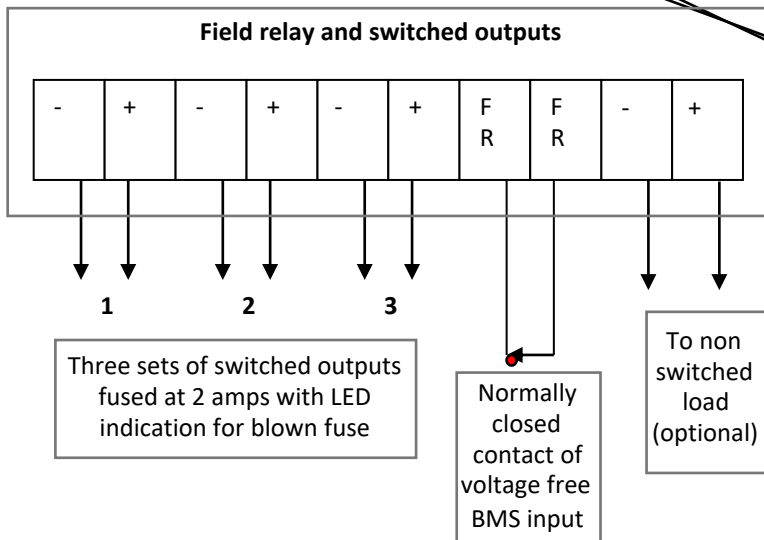 Field relay and switched outputs
- + - + - + F F - +
R R
1 2 3
Three sets of switched outputs
fused at 2 amps with LED
indication for blown fuse
Normally
closed
contact of
voltage free
BMS input
To non
switched
load
(optional)